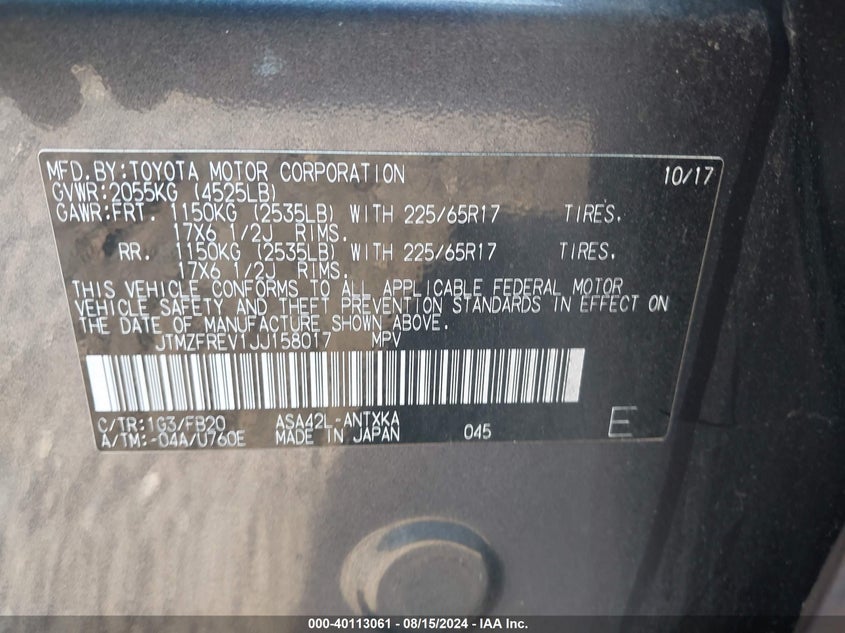 MFD.BY:TOYOTA MOTOR CORPORATION 10/17
GVWR:2055KG (4525LB)
GAWR:FRT. 1150KG (2535LB) WITH 225/65R17 TIRES.
17X6 1/2J RIMS.
RR. 1150KG (2535LB) WITH 225/65R17 TIRES.
17X6 1/2J RIMS.
THIS VEHICLE CONFORMS TO ALL APPLICABLE FEDERAL MOTOR
VEHICLE SAFETY AND THEFT PREVENTION STANDARDS IN EFFECT ON
THE DATE OF MANUFACTURE SHOWN ABOVE.
JTMZFREV1JJ158017 MPV
C/TR:1G3/FB20 ASA42L-ANTXKA
A/TM:-04A/U760E MADE IN JAPAN 045 E
000-40113061 - 08/15/2024 - IAA Inc.